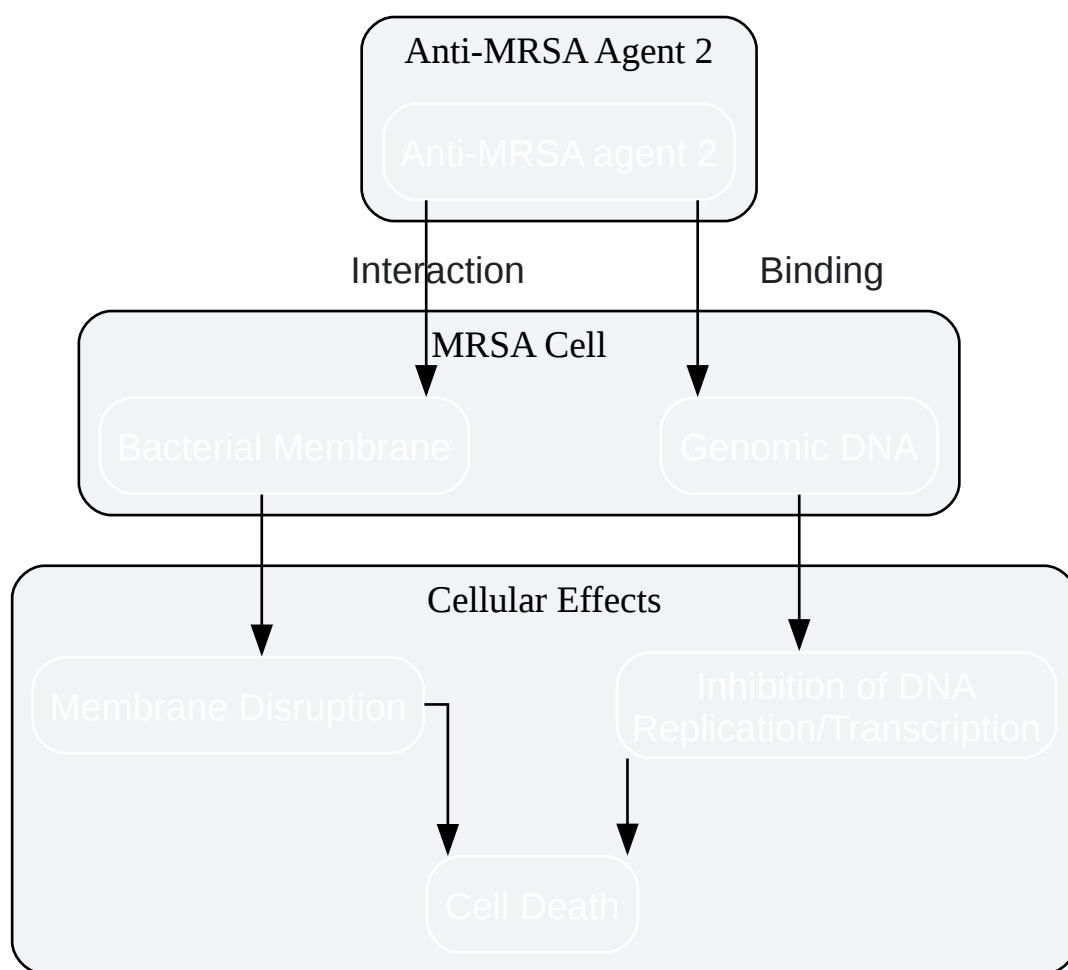 Anti-MRSA Agent 2
Anti-MRSA agent 2
Interaction
Binding
MRSA Cell
Bacterial Membrane
Genomic DNA
Cellular Effects
Membrane Disruption
Inhibition of DNA
Replication/Transcription
Cell Death